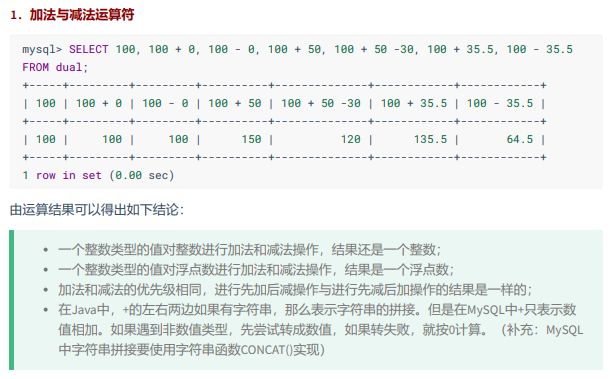 1. 加法与减法运算符
mysql> SELECT 100, 100 + 0, 100 - 0, 100 + 50, 100 + 50 -30, 100 + 35.5, 100 - 35.5
FROM dual;
+-----+---------+---------+----------+--------------+------------+------------+
| 100 | 100 + 0 | 100 - 0 | 100 + 50 | 100 + 50 -30 | 100 + 35.5 | 100 - 35.5 |
+-----+---------+---------+----------+--------------+------------+------------+
| 100 |     100 |     100 |      150 |          120 |      135.5 |       64.5 |
+-----+---------+---------+----------+--------------+------------+------------+
1 row in set (0.00 sec)
由运算结果可以得出如下结论：
• 一个整数类型的值对整数进行加法和减法操作，结果还是一个整数；
• 一个整数类型的值对浮点数进行加法和减法操作，结果是一个浮点数；
• 加法和减法的优先级相同，进行先加后减操作与进行先减后加操作的结果是一样的；
• 在Java中，+的左右两边如果有字符串，那么表示字符串的拼接。但是在MySQL中+只表示数
值相加。如果遇到非数值类型，先尝试转成数值，如果转失败，就按0计算。（补充：MySQL
中字符串拼接要使用字符串函数CONCAT()实现）